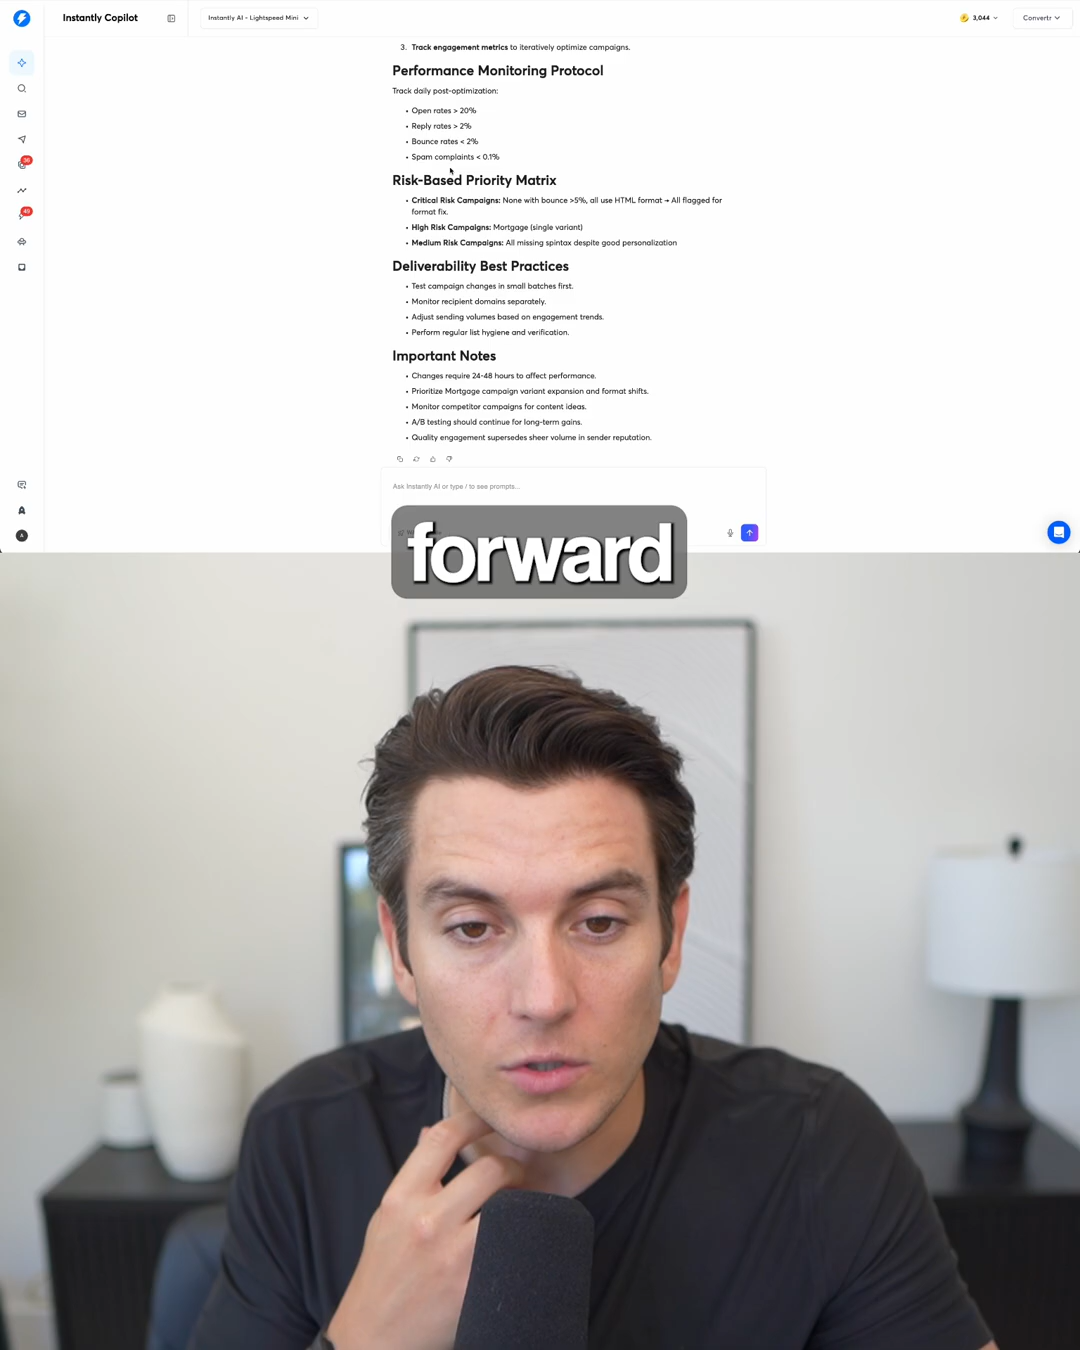 Instantly Copilot
Instantly AI - Lightspeed Mini
3,044
Convertr
3. Track engagement metrics to iteratively optimize campaigns.
Performance Monitoring Protocol
Track daily post-optimization:
• Open rates > 20%
• Reply rates > 2%
• Bounce rates < 2%
• Spam complaints < 0.1%
Risk-Based Priority Matrix
• Critical Risk Campaigns: None with bounce >5%, all use HTML format → All flagged for
format fix.
• High Risk Campaigns: Mortgage (single variant)
• Medium Risk Campaigns: All missing spintax despite good personalization
Deliverability Best Practices
• Test campaign changes in small batches first.
• Monitor recipient domains separately.
• Adjust sending volumes based on engagement trends.
• Perform regular list hygiene and verification.
Important Notes
• Changes require 24-48 hours to affect performance.
• Prioritize Mortgage campaign variant expansion and format shifts.
• Monitor competitor campaigns for content ideas.
• A/B testing should continue for long-term gains.
• Quality engagement supersedes sheer volume in sender reputation.
Ask Instantly AI or type / to see prompts...
forward